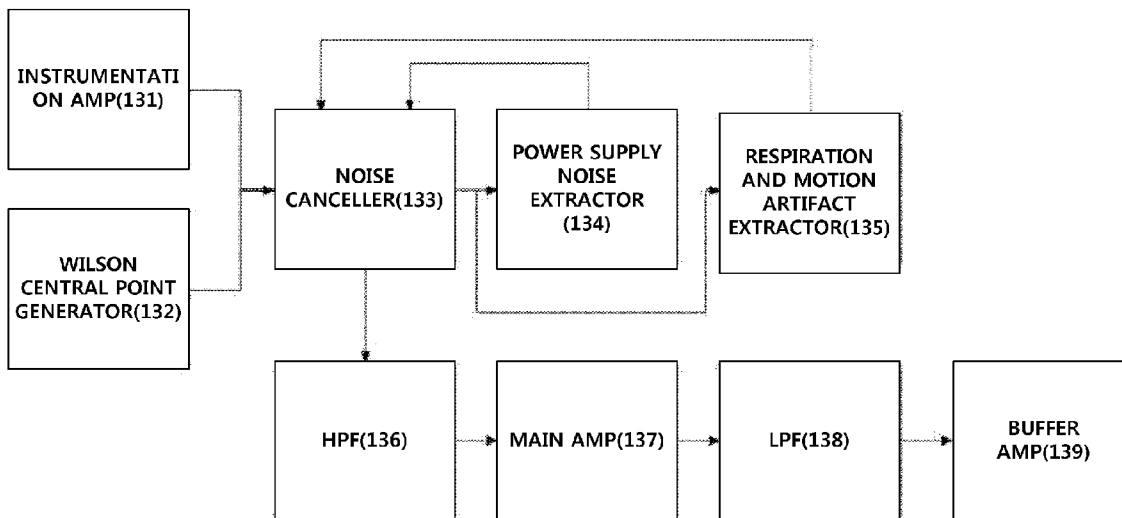 INSTRUMENTATI
ON AMP(131)
WILSON
CENTRAL POINT
GENERATOR(132)
NOISE
CANCELLER(133)
POWER SUPPLY
NOISE
EXTRACTOR
(134)
RESPIRATION
AND MOTION
ARTIFACT
EXTRACTOR(135)
HPF(136)
MAIN AMP(137)
LPF(138)
BUFFER
AMP(139)